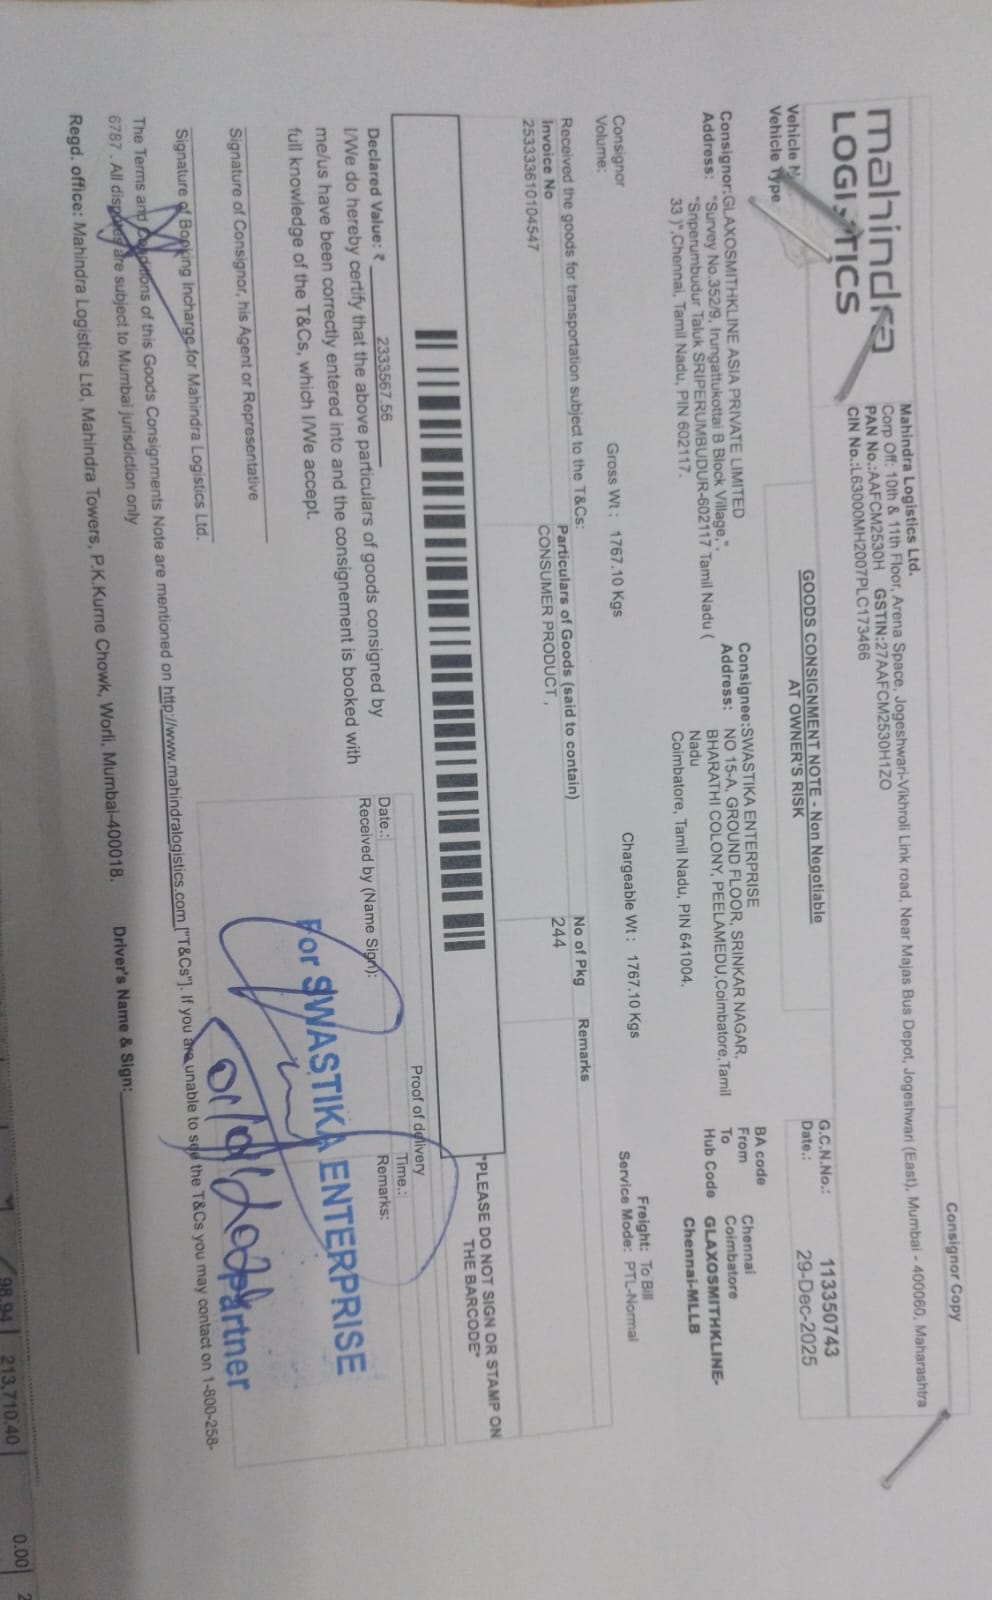 Consignor Copy
mahindra
LOGISTICS
Mahindra Logistics Ltd.
Corp Off: 10th & 11th Floor, Arena Space, Jogeshwari-Vikhroli Link road, Near Majas Bus Depot, Jogeshwari (East), Mumbai - 400060, Maharashtra
PAN No.:AAFCM2530H GSTIN:27AAFCM2530H1ZO
CIN No.:L63000MH2007PLC173466
Vehicle N
Vehicle Type
GOODS CONSIGNMENT NOTE - Non Negotiable
AT OWNER'S RISK
G.C.N.No.: 113350743
Date.: 29-Dec-2025
Consignor:GLAXOSMITHKLINE ASIA PRIVATE LIMITED
Address: "Survey No.352/9, Irungattukottai B Block Village, "
"Snperumbudur Taluk SRIPERUMBUDUR-602117 Tamil Nadu (
33 )",Chennai, Tamil Nadu, PIN 602117.
Consignee:SWASTIKA ENTERPRISE
Address: NO 15-A, GROUND FLOOR, SRINKAR NAGAR,
BHARATHI COLONY, PEELAMEDU,Coimbatore,Tamil
Nadu
Coimbatore, Tamil Nadu, PIN 641004.
BA code
From Chennai
To Coimbatore
Hub Code GLAXOSMITHKLINE-
Chennai-MLLB
Consignor
Volume:
Gross Wt : 1767.10 Kgs
Chargeable Wt : 1767.10 Kgs
Freight: To Bill
Service Mode: PTL-Normal
Received the goods for transportation subject to the T&Cs:
Invoice No
Particulars of Goods (said to contain)
No of Pkg
Remarks
253333610104547
CONSUMER PRODUCT ,
244
*PLEASE DO NOT SIGN OR STAMP ON
THE BARCODE*
Declared Value: ₹ 2333567.56
I/We do hereby certify that the above particulars of goods consigned by
me/us have been correctly entered into and the consignement is booked with
full knowledge of the T&Cs, which I/We accept.
Proof of delivery
Date.:
Time.:
Received by (Name Sign):
Remarks:
For SWASTIKA ENTERPRISE
Partner
Signature of Consignor, his Agent or Representative
Signature of Booking Incharge for Mahindra Logistics Ltd.
The Terms and Conditions of this Goods Consignments Note are mentioned on http://www.mahindralogistics.com ["T&Cs"]. If you are unable to see the T&Cs you may contact on 1-800-258-
6787 . All disputes are subject to Mumbai jurisdiction only
Driver's Name & Sign:
Regd. office: Mahindra Logistics Ltd, Mahindra Towers, P.K.Kurne Chowk, Worli, Mumbai-400018.
98.94 213,710.40 0.00 2